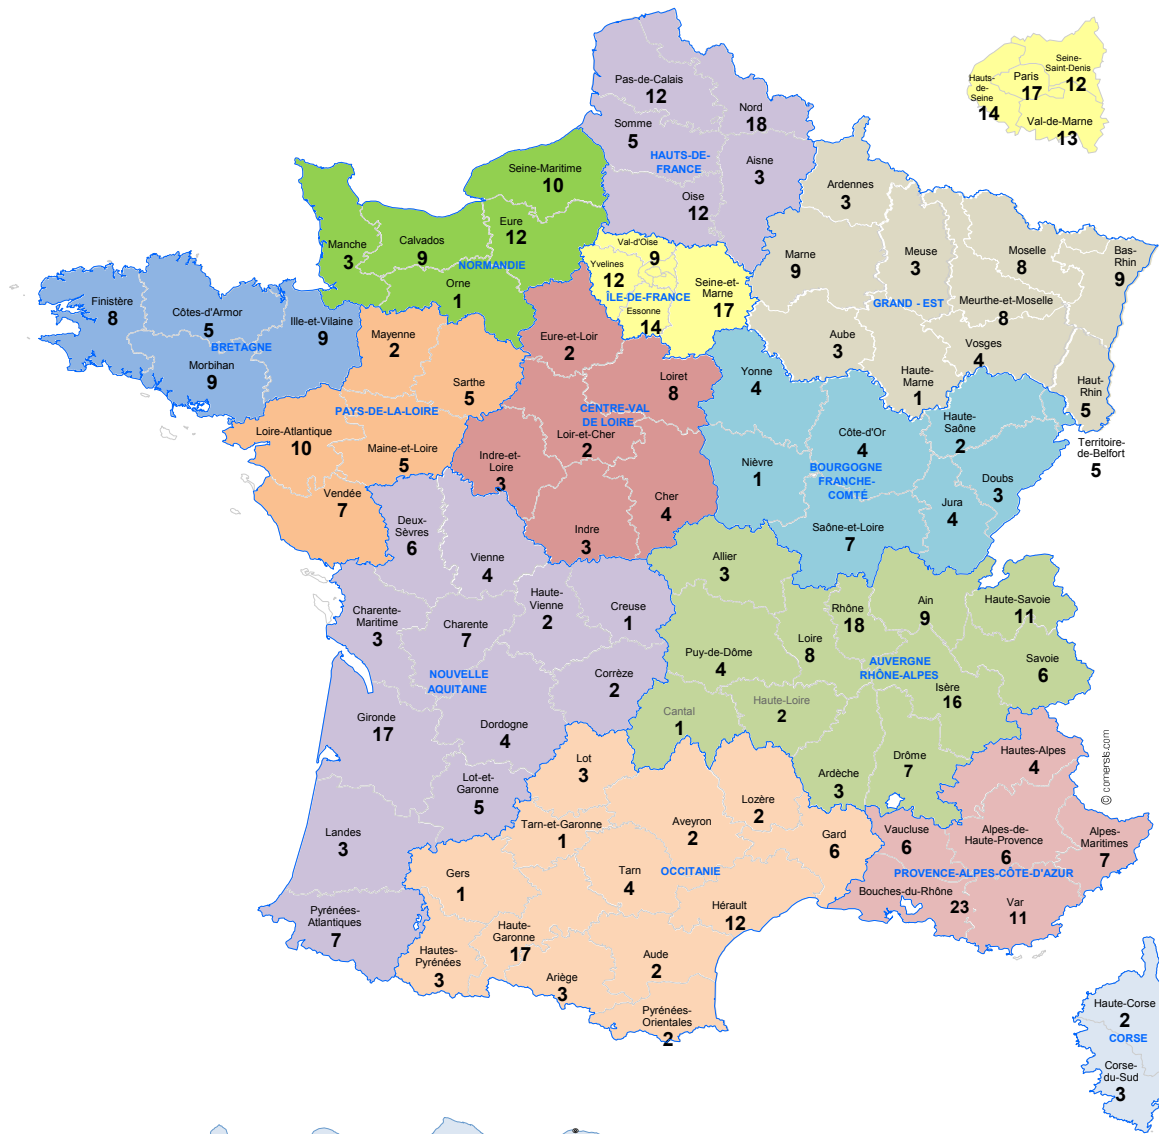 Pas-de-Calais
12
Nord
18
Somme
5
HAUTS-DE-
FRANCE
Aisne
3
Oise
12
Seine-
Saint-Denis
12
Paris
17
Hauts-
de-
Seine
14
Val-de-Marne
13
Seine-Maritime
10
Eure
12
Manche
3
Calvados
9
NORMANDIE
Orne
1
Val-d'Oise
9
Yvelines
12
ÎLE-DE-FRANCE
Seine-et-
Marne
17
Essonne
14
Ardennes
3
Marne
9
Meuse
3
Moselle
8
Bas-
Rhin
9
GRAND - EST
Meurthe-et-Moselle
8
Aube
3
Vosges
4
Haute-
Marne
1
Haut-
Rhin
5
Finistère
8
Côtes-d'Armor
5
Ille-et-Vilaine
9
BRETAGNE
Morbihan
9
Mayenne
2
Sarthe
5
PAYS-DE-LA-LOIRE
Loire-Atlantique
10
Maine-et-Loire
5
Vendée
7
Eure-et-Loir
2
Loiret
8
CENTRE-VAL
DE LOIRE
Loir-et-Cher
2
Indre-et-
Loire
3
Cher
4
Indre
3
Yonne
4
Côte-d'Or
4
Haute-
Saône
2
Territoire-
de-Belfort
5
Nièvre
1
BOURGOGNE
FRANCHE-
COMTÉ
Doubs
3
Jura
4
Saône-et-Loire
7
Deux-
Sèvres
6
Vienne
4
Charente-
Maritime
3
Charente
7
Haute-
Vienne
2
Creuse
1
NOUVELLE
AQUITAINE
Corrèze
2
Gironde
17
Dordogne
4
Lot-et-
Garonne
5
Landes
3
Pyrénées-
Atlantiques
7
Allier
3
Rhône
18
Ain
9
Haute-Savoie
11
Loire
8
Puy-de-Dôme
4
AUVERGNE
RHÔNE-ALPES
Savoie
6
Isère
16
Cantal
1
Haute-Loire
2
Ardèche
3
Drôme
7
Lot
3
Lozère
2
Tarn-et-Garonne
1
Aveyron
2
Gard
6
Gers
1
Tarn
4
OCCITANIE
Hérault
12
Haute-
Garonne
17
Hautes-
Pyrénées
3
Ariège
3
Aude
2
Pyrénées-
Orientales
2
Hautes-Alpes
4
Vaucluse
6
Alpes-de-
Haute-Provence
6
Alpes-
Maritimes
7
PROVENCE-ALPES-CÔTE-D'AZUR
Bouches-du-Rhône
23
Var
11
© comersis.com
Haute-Corse
2
CORSE
Corse-
du-Sud
3